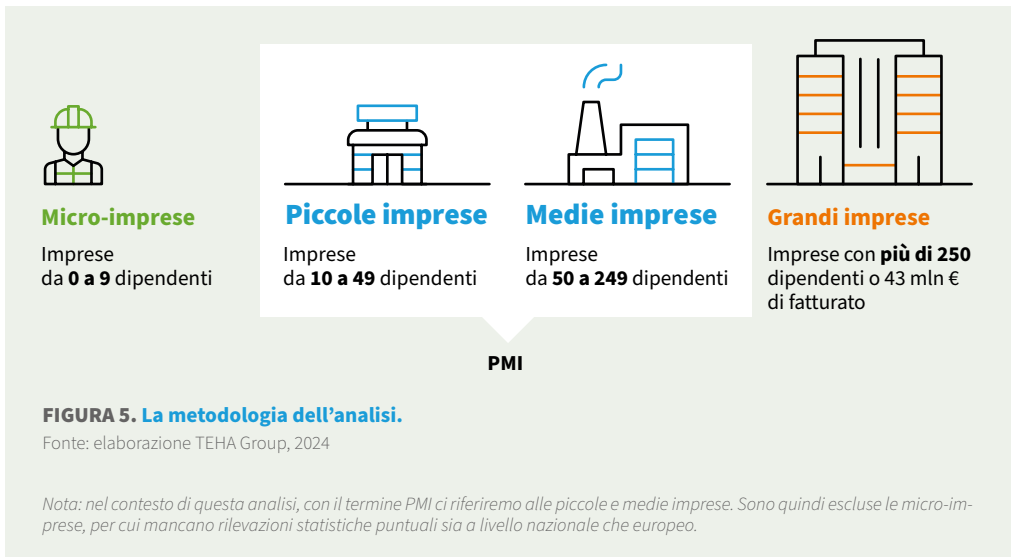 Micro-imprese
Imprese
da 0 a 9 dipendenti
Piccole imprese
Imprese
da 10 a 49 dipendenti
Medie imprese
Imprese
da 50 a 249 dipendenti
Grandi imprese
Imprese con più di 250
dipendenti o 43 mln €
di fatturato
PMI
FIGURA 5. La metodologia dell’analisi.
Fonte: elaborazione TEHA Group, 2024
Nota: nel contesto di questa analisi, con il termine PMI ci riferiremo alle piccole e medie imprese. Sono quindi escluse le micro-im-
prese, per cui mancano rilevazioni statistiche puntuali sia a livello nazionale che europeo.